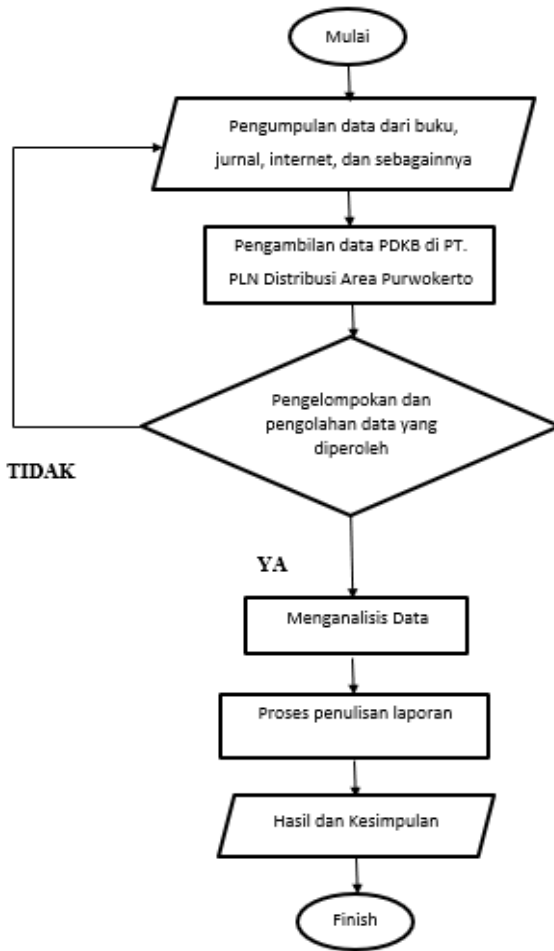 Mulai
Pengumpulan data dari buku,
jurnal, internet, dan sebagainnya
Pengambilan data PDKB di PT.
PLN Distribusi Area Purwokerto
Pengelompokan dan
pengolahan data yang
diperoleh
TIDAK
YA
Menganalisis Data
Proses penulisan laporan
Hasil dan Kesimpulan
Finish